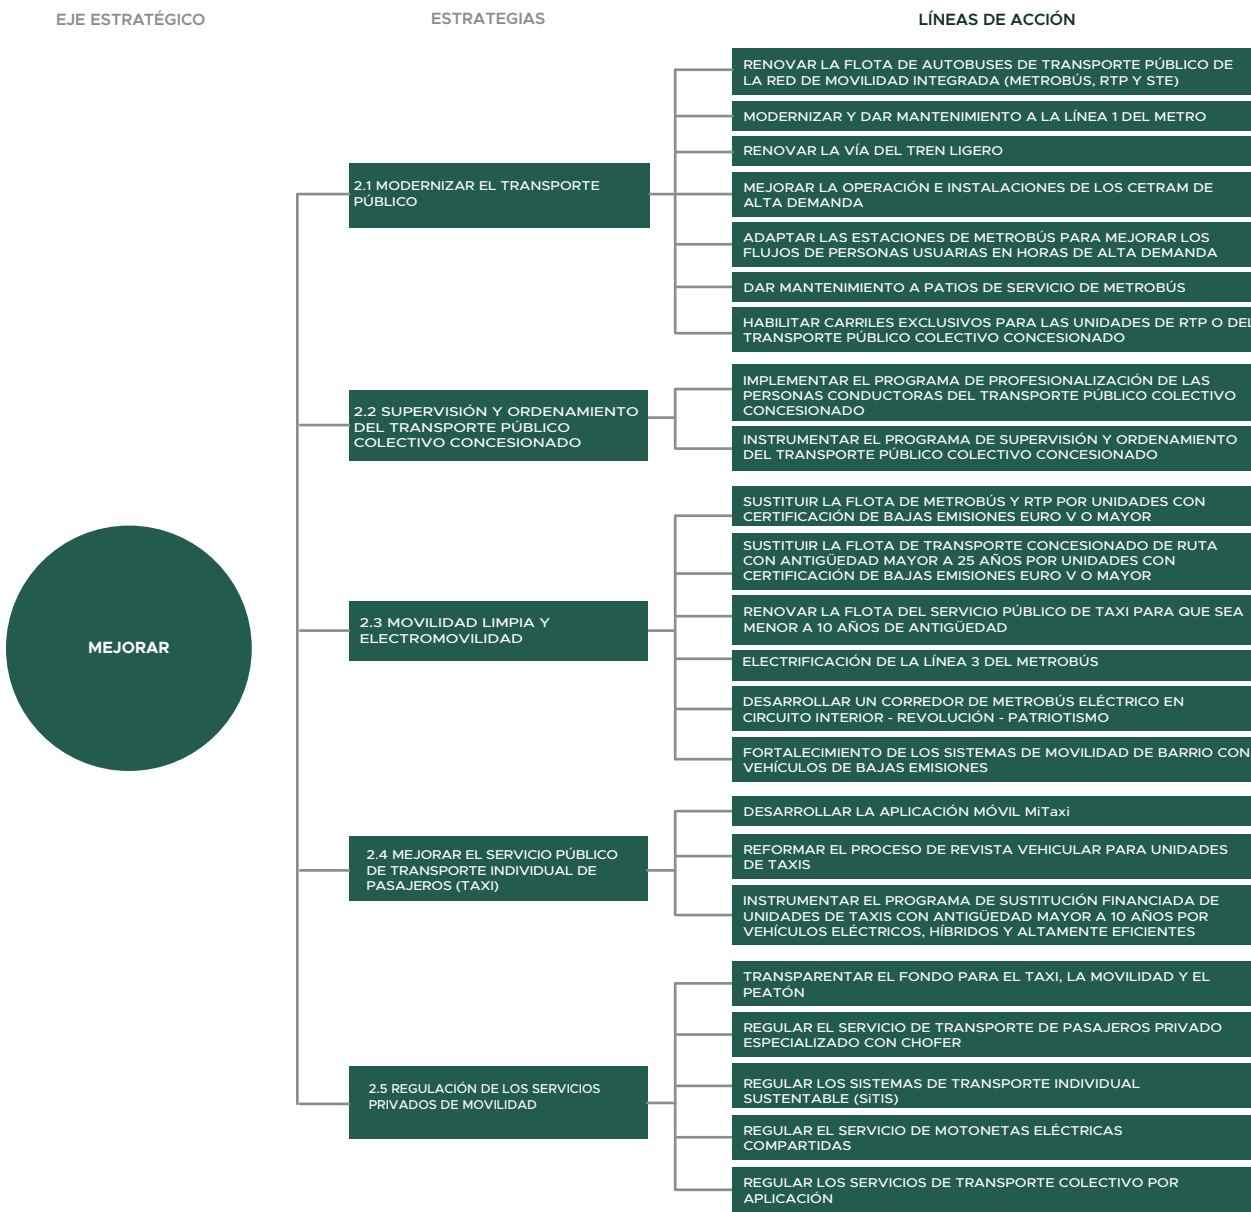 EJE ESTRATÉGICO
ESTRATEGIAS
LÍNEAS DE ACCIÓN
MEJORAR
2.1 MODERNIZAR EL TRANSPORTE
PÚBLICO
RENOVAR LA FLOTA DE AUTOBUSES DE TRANSPORTE PÚBLICO DE
LA RED DE MOVILIDAD INTEGRADA (METROBÚS, RTP Y STE)
MODERNIZAR Y DAR MANTENIMIENTO A LA LÍNEA 1 DEL METRO
RENOVAR LA VÍA DEL TREN LIGERO
MEJORAR LA OPERACIÓN E INSTALACIONES DE LOS CETRAM DE
ALTA DEMANDA
ADAPTAR LAS ESTACIONES DE METROBÚS PARA MEJORAR LOS
FLUJOS DE PERSONAS USUARIAS EN HORAS DE ALTA DEMANDA
DAR MANTENIMIENTO A PATIOS DE SERVICIO DE METROBÚS
HABILITAR CARRILES EXCLUSIVOS PARA LAS UNIDADES DE RTP O DEL
TRANSPORTE PÚBLICO COLECTIVO CONCESIONADO
2.2 SUPERVISIÓN Y ORDENAMIENTO
DEL TRANSPORTE PÚBLICO
COLECTIVO CONCESIONADO
IMPLEMENTAR EL PROGRAMA DE PROFESIONALIZACIÓN DE LAS
PERSONAS CONDUCTORAS DEL TRANSPORTE PÚBLICO COLECTIVO
CONCESIONADO
INSTRUMENTAR EL PROGRAMA DE SUPERVISIÓN Y ORDENAMIENTO
DEL TRANSPORTE PÚBLICO COLECTIVO CONCESIONADO
2.3 MOVILIDAD LIMPIA Y
ELECTROMOVILIDAD
SUSTITUIR LA FLOTA DE METROBÚS Y RTP POR UNIDADES CON
CERTIFICACIÓN DE BAJAS EMISIONES EURO V O MAYOR
SUSTITUIR LA FLOTA DE TRANSPORTE CONCESIONADO DE RUTA
CON ANTIGÜEDAD MAYOR A 25 AÑOS POR UNIDADES CON
CERTIFICACIÓN DE BAJAS EMISIONES EURO V O MAYOR
RENOVAR LA FLOTA DEL SERVICIO PÚBLICO DE TAXI PARA QUE SEA
MENOR A 10 AÑOS DE ANTIGÜEDAD
ELECTRIFICACIÓN DE LA LÍNEA 3 DEL METROBÚS
DESARROLLAR UN CORREDOR DE METROBÚS ELÉCTRICO EN
CIRCUITO INTERIOR - REVOLUCIÓN - PATRIOTISMO
FORTALECIMIENTO DE LOS SISTEMAS DE MOVILIDAD DE BARRIO CON
VEHÍCULOS DE BAJAS EMISIONES
2.4 MEJORAR EL SERVICIO PÚBLICO
DE TRANSPORTE INDIVIDUAL DE
PASAJEROS (TAXI)
DESARROLLAR LA APLICACIÓN MÓVIL MiTaxi
REFORMAR EL PROCESO DE REVISTA VEHICULAR PARA UNIDADES
DE TAXIS
INSTRUMENTAR EL PROGRAMA DE SUSTITUCIÓN FINANCIADA DE
UNIDADES DE TAXIS CON ANTIGÜEDAD MAYOR A 10 AÑOS POR
VEHÍCULOS ELÉCTRICOS, HÍBRIDOS Y ALTAMENTE EFICIENTES
2.5 REGULACIÓN DE LOS SERVICIOS
PRIVADOS DE MOVILIDAD
TRANSPARENTAR EL FONDO PARA EL TAXI, LA MOVILIDAD Y EL
PEATÓN
REGULAR EL SERVICIO DE TRANSPORTE DE PASAJEROS PRIVADO
ESPECIALIZADO CON CHOFER
REGULAR LOS SISTEMAS DE TRANSPORTE INDIVIDUAL
SUSTENTABLE (SiTIS)
REGULAR EL SERVICIO DE MOTONETAS ELÉCTRICAS
COMPARTIDAS
REGULAR LOS SERVICIOS DE TRANSPORTE COLECTIVO POR
APLICACIÓN